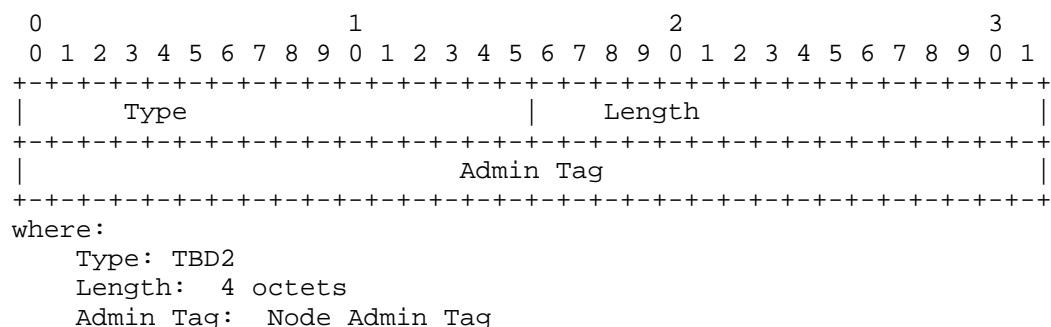 0                   1                   2                   3
 0 1 2 3 4 5 6 7 8 9 0 1 2 3 4 5 6 7 8 9 0 1 2 3 4 5 6 7 8 9 0 1
+-+-+-+-+-+-+-+-+-+-+-+-+-+-+-+-+-+-+-+-+-+-+-+-+-+-+-+-+-+-+-+-+
|      Type                     |    Length                     |
+-+-+-+-+-+-+-+-+-+-+-+-+-+-+-+-+-+-+-+-+-+-+-+-+-+-+-+-+-+-+-+-+
|                           Admin Tag                           |
+-+-+-+-+-+-+-+-+-+-+-+-+-+-+-+-+-+-+-+-+-+-+-+-+-+-+-+-+-+-+-+-+
where:
    Type: TBD2
    Length:  4 octets
    Admin Tag:  Node Admin Tag